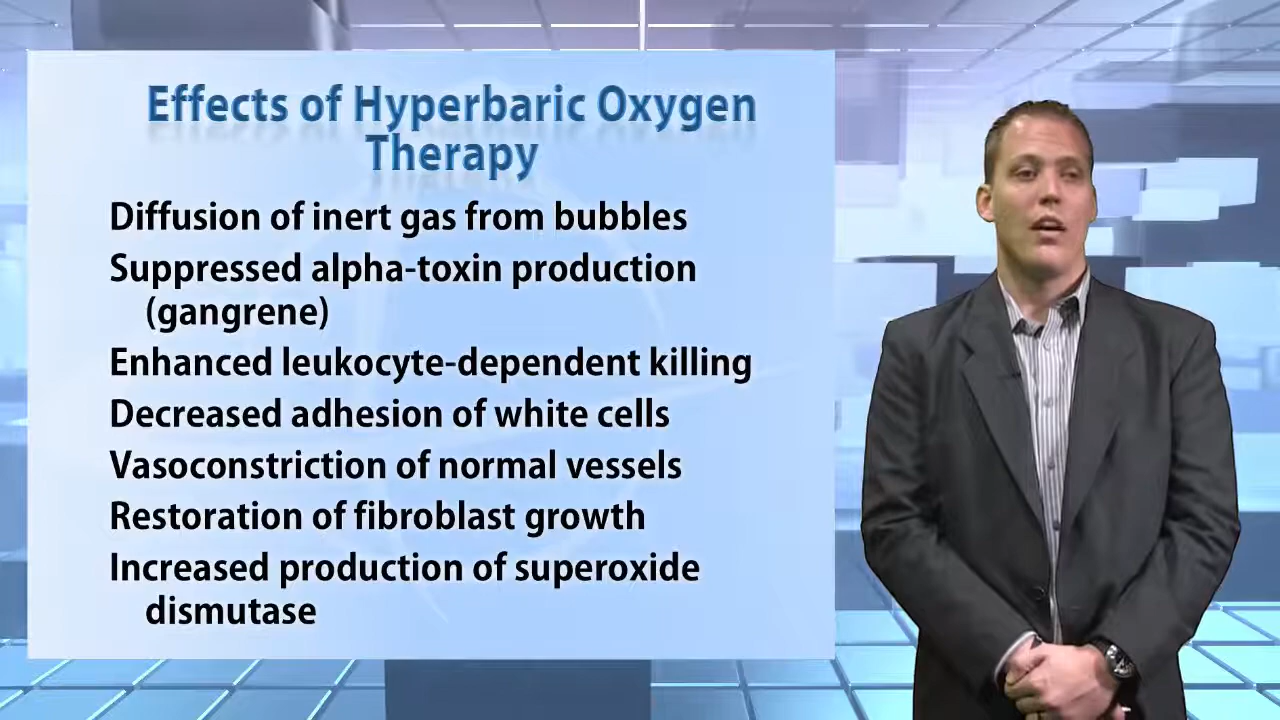 Effects of Hyperbaric Oxygen
Therapy
Diffusion of inert gas from bubbles
Suppressed alpha-toxin production
(gangrene)
Enhanced leukocyte-dependent killing
Decreased adhesion of white cells
Vasoconstriction of normal vessels
Restoration of fibroblast growth
Increased production of superoxide
dismutase